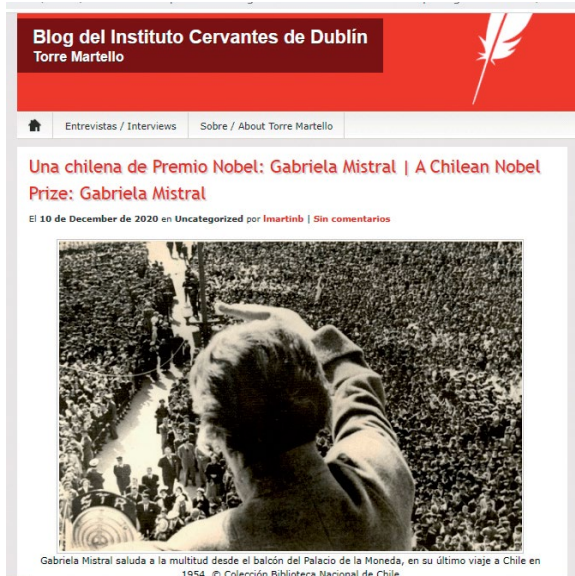 Blog del Instituto Cervantes de Dublín
Torre Martello
Entrevistas / Interviews
Sobre / About Torre Martello
Una chilena de Premio Nobel: Gabriela Mistral | A Chilean Nobel
Prize: Gabriela Mistral
El 10 de December de 2020 en Uncategorized por lmartinb | Sin comentarios
STR
Gabriela Mistral saluda a la multitud desde el balcón del Palacio de la Moneda, en su último viaje a Chile en
1954. © Colección Biblioteca Nacional de Chile